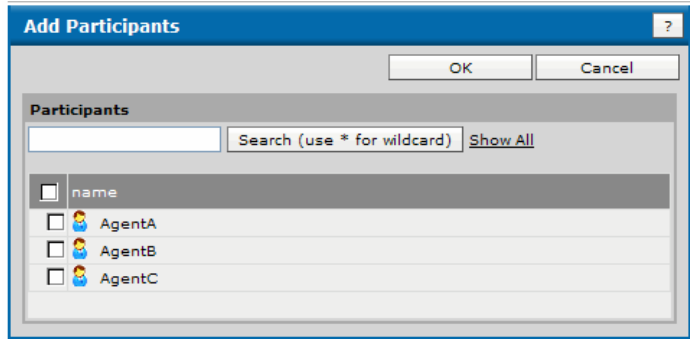 Add Participants
?
OK Cancel
Participants
Search (use * for wildcard) Show All
name
AgentA
AgentB
AgentC